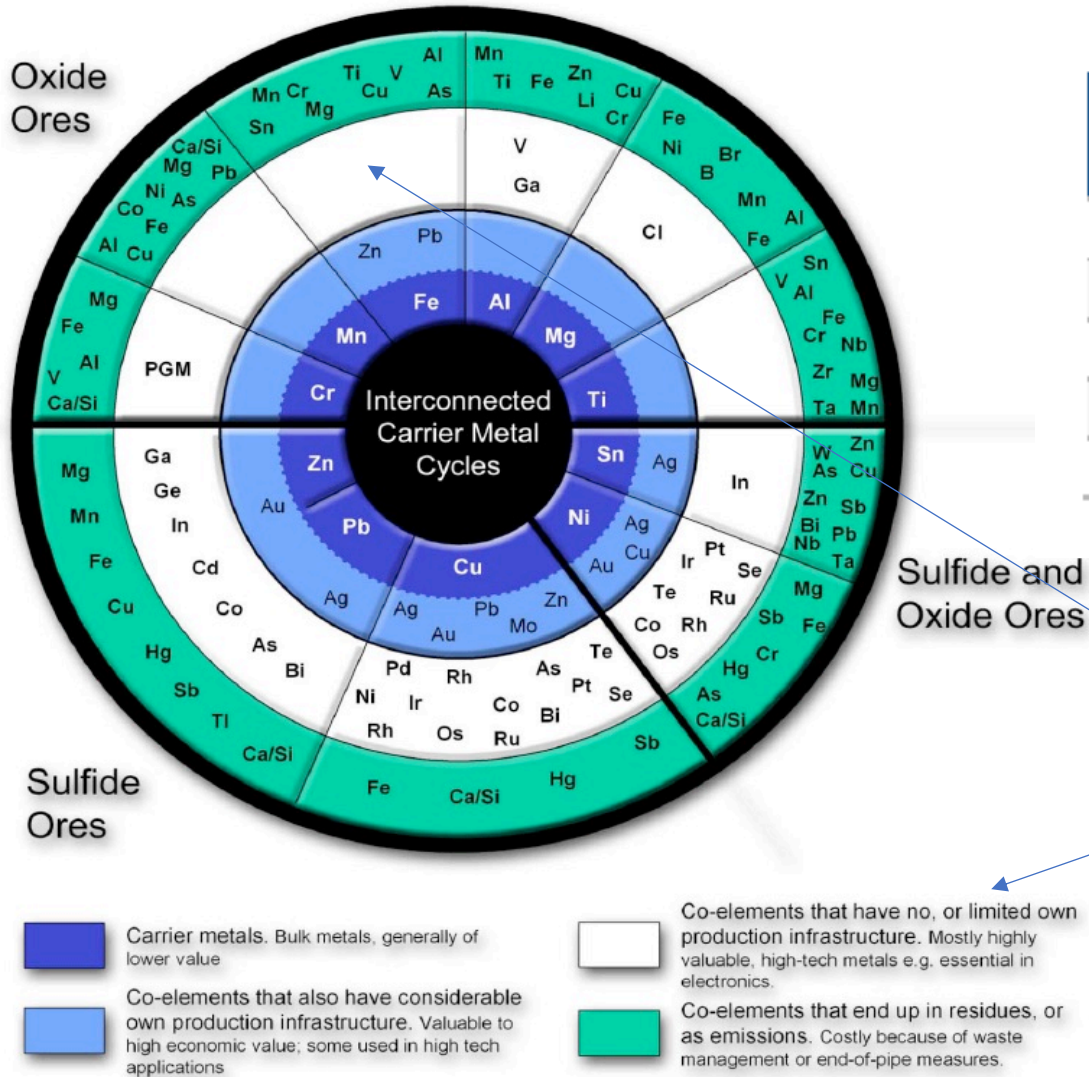 Oxide
Ores
Mn Cr Ti V Al
Sn Mg Cu As
Mn Ti Fe Zn Cu
Li Cr
Fe Ni Br
B Mn Al
Fe
Ca/Si
Mg Pb
Ni As
Co Fe
Al Cu
V
Ga
Cl
Zn Pb
Fe Al
Mn Mg
Cr Ti
Mg
Fe
Al
V
Ca/Si
PGM
Sn
V Al
Fe
Cr Nb
Zr Mg
Ta Mn
Interconnected
Carrier Metal
Cycles
Zn Sn
Pb Ni
Cu
Au
Ag
Ag
Ag
Cu
Au
Ag Pb Zn
Au Mo
In
W Zn
As Cu
Zn Sb
Bi Pb
Nb Ta
Sulfide and
Oxide Ores
Ga
Ge
In
Cd
Co
As
Bi
Mg
Mn
Fe
Cu
Hg
Sb
Tl
Ca/Si
Ir Pt Se
Te Ru
Co Rh
Os
Mg
Sb Fe
Cr
Hg
As
Ca/Si
Pd Rh As Te
Ni Ir Co Pt Se
Rh Os Ru Bi
Fe Ca/Si Hg Sb
Sulfide
Ores
Carrier metals. Bulk metals, generally of
lower value
Co-elements that also have considerable
own production infrastructure. Valuable to
high economic value; some used in high tech
applications
Co-elements that have no, or limited own
production infrastructure. Mostly highly
valuable, high-tech metals e.g. essential in
electronics.
Co-elements that end up in residues, or
as emissions. Costly because of waste
management or end-of-pipe measures.